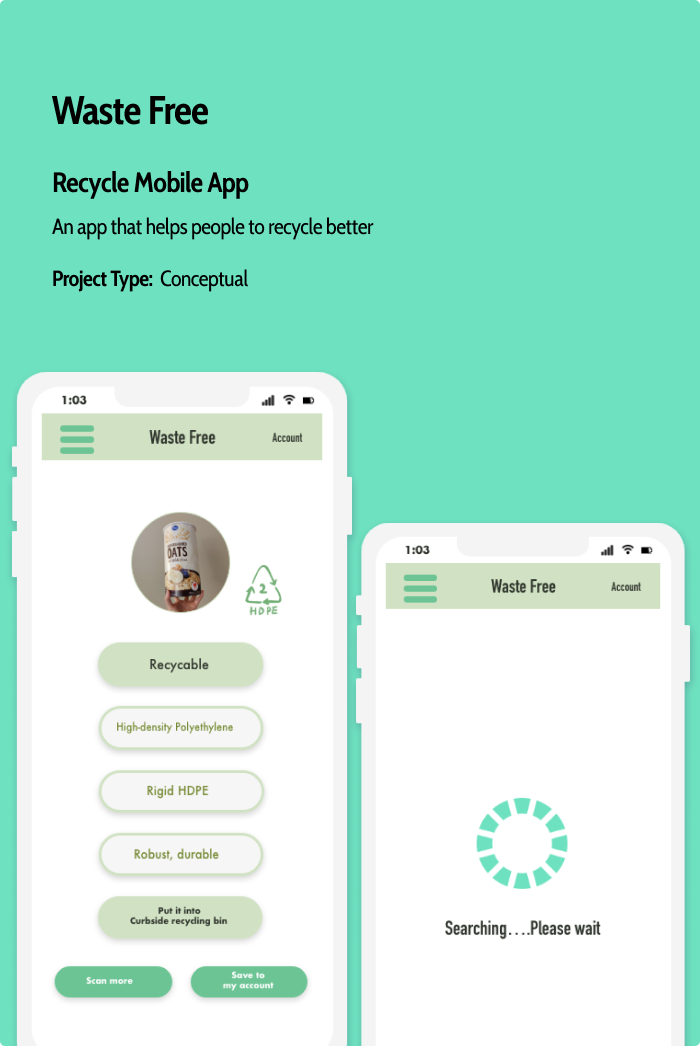 Waste Free
Recycle Mobile App
An app that helps people to recycle better
Project Type: Conceptual
1:03
Waste Free
Account
OATS
2
HDPE
Recycable
High-density Polyethylene
Rigid HDPE
Robust, durable
Put it into
Curbside recycling bin
Scan more
Save to
my account
1:03
Waste Free
Account
Searching....Please wait